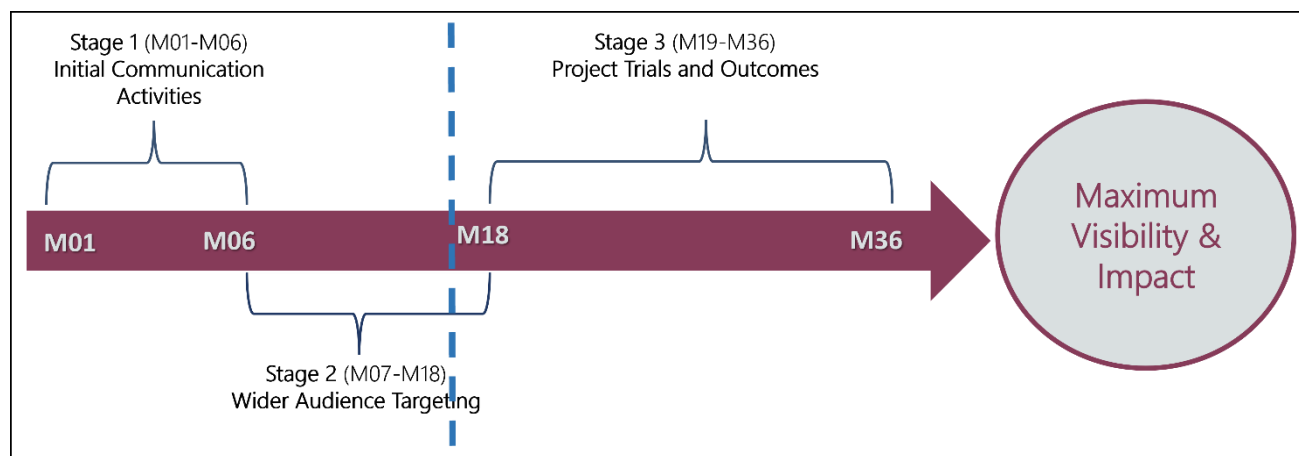 Stage 1 (M01-M06)
Initial Communication
Activities
Stage 3 (M19-M36)
Project Trials and Outcomes
M01
M06
M18
M36
Maximum
Visibility &
Impact
Stage 2 (M07-M18)
Wider Audience Targeting